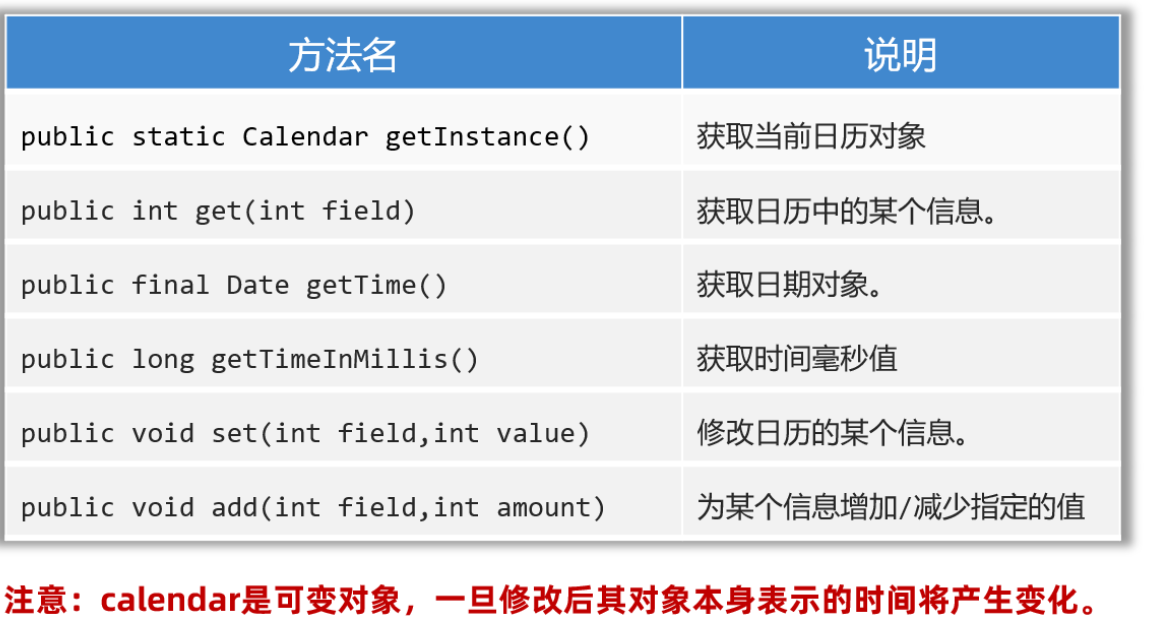 方法名 说明
public static Calendar getInstance() 获取当前日历对象
public int get(int field) 获取日历中的某个信息。
public final Date getTime() 获取日期对象。
public long getTimeInMillis() 获取时间毫秒值
public void set(int field,int value) 修改日历的某个信息。
public void add(int field,int amount) 为某个信息增加/减少指定的值
注意：calendar是可变对象，一旦修改后其对象本身表示的时间将产生变化。